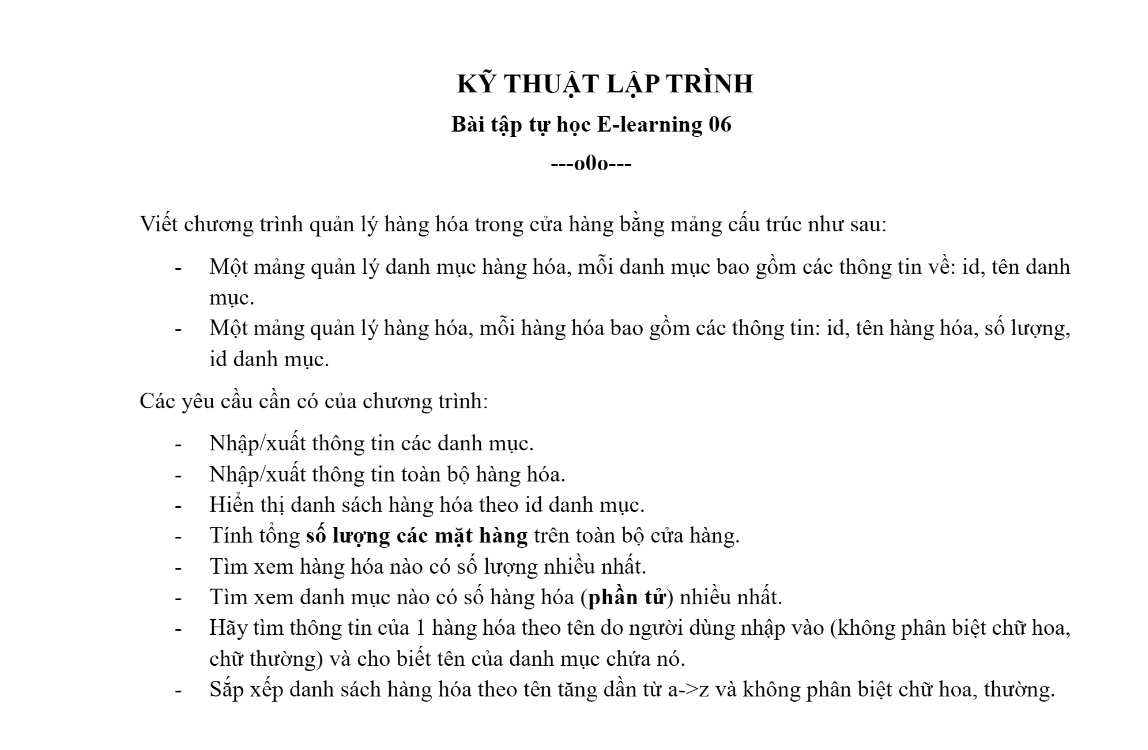 KỸ THUẬT LẬP TRÌNH
Bài tập tự học E-learning 06
---o0o---
Viết chương trình quản lý hàng hóa trong cửa hàng bằng mảng cấu trúc như sau:
- Một mảng quản lý danh mục hàng hóa, mỗi danh mục bao gồm các thông tin về: id, tên danh
mục.
- Một mảng quản lý hàng hóa, mỗi hàng hóa bao gồm các thông tin: id, tên hàng hóa, số lượng,
id danh mục.
Các yêu cầu cần có của chương trình:
- Nhập/xuất thông tin các danh mục.
- Nhập/xuất thông tin toàn bộ hàng hóa.
- Hiển thị danh sách hàng hóa theo id danh mục.
- Tính tổng số lượng các mặt hàng trên toàn bộ cửa hàng.
- Tìm xem hàng hóa nào có số lượng nhiều nhất.
- Tìm xem danh mục nào có số hàng hóa (phần tử) nhiều nhất.
- Hãy tìm thông tin của 1 hàng hóa theo tên do người dùng nhập vào (không phân biệt chữ hoa,
chữ thường) và cho biết tên của danh mục chứa nó.
- Sắp xếp danh sách hàng hóa theo tên tăng dần từ a->z và không phân biệt chữ hoa, thường.